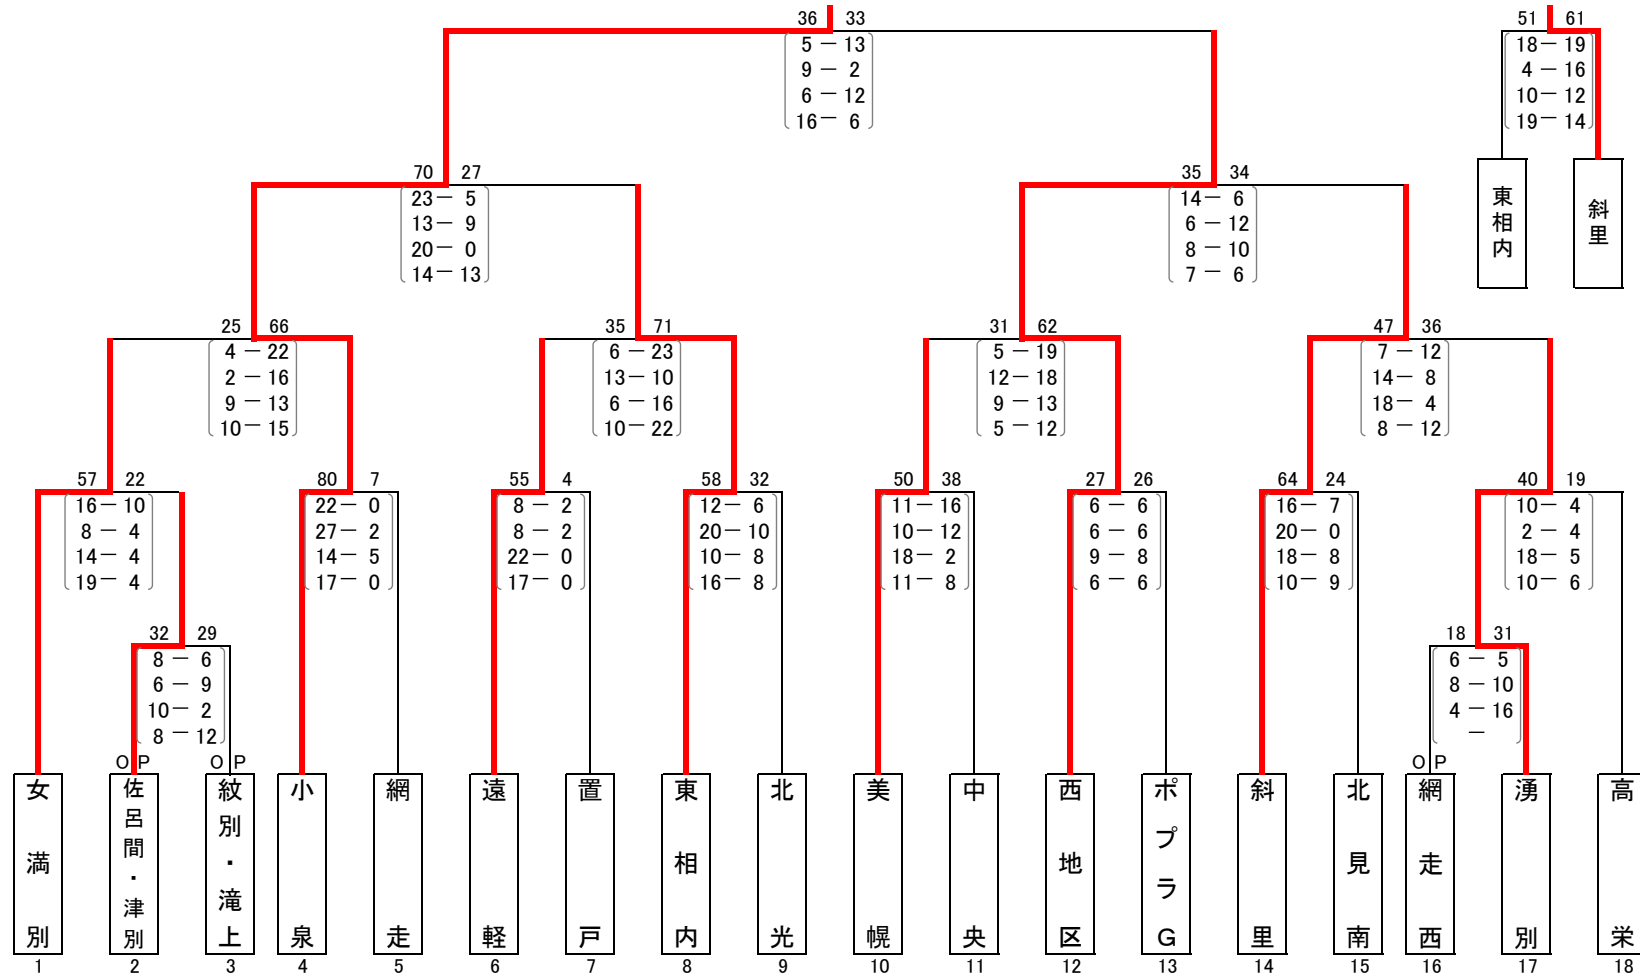 36 33
5 — 13
9 — 2
6 — 12
16 — 6
51 61
18 — 19
4 — 16
10 — 12
19 — 14
東相内
斜里
70 27
23 — 5
13 — 9
20 — 0
14 — 13
35 34
14 — 6
6 — 12
8 — 10
7 — 6
25 66
4 — 22
2 — 16
9 — 13
10 — 15
35 71
6 — 23
13 — 10
6 — 16
10 — 22
31 62
5 — 19
12 — 18
9 — 13
5 — 12
47 36
7 — 12
14 — 8
18 — 4
8 — 12
57 22
16 — 10
8 — 4
14 — 4
19 — 4
80 7
22 — 0
27 — 2
14 — 5
17 — 0
55 4
8 — 2
8 — 2
22 — 0
17 — 0
58 32
12 — 6
20 — 10
10 — 8
16 — 8
50 38
11 — 16
10 — 12
18 — 2
11 — 8
27 26
6 — 6
6 — 6
9 — 8
6 — 6
64 24
16 — 7
20 — 0
18 — 8
10 — 9
40 19
10 — 4
2 — 4
18 — 5
10 — 6
32 29
8 — 6
6 — 9
10 — 2
8 — 12
18 31
6 — 5
8 — 10
4 — 16
—
OP
OP
OP
女満別
佐呂間・津別
紋別・滝上
小泉
網走
遠軽
置戸
東相内
北光
美幌
中央
西地区
ポプラG
斜里
北見南
網走西
湧別
高栄
1 2 3 4 5 6 7 8 9 10 11 12 13 14 15 16 17 18